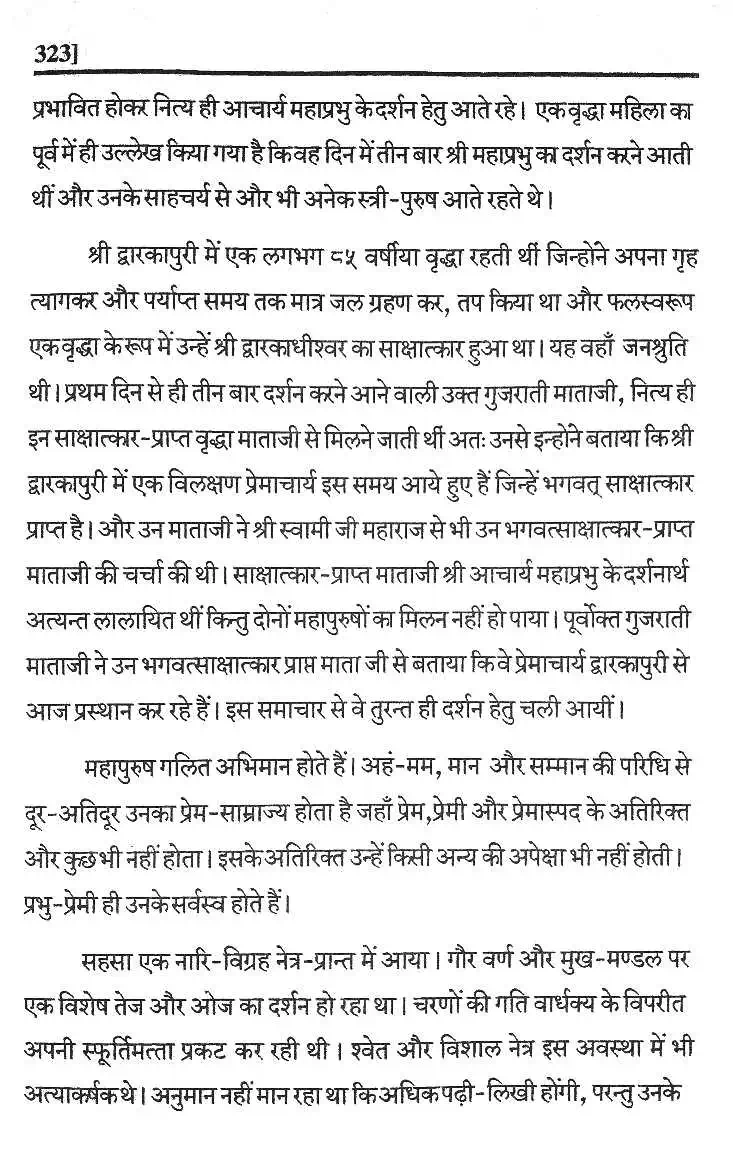 323]
प्रभावित होकर नित्य ही आचार्य महाप्रभु के दर्शन हेतु आते रहे। एक वृद्धा महिला का
पूर्व में ही उल्लेख किया गया है कि वह दिन में तीन बार श्री महाप्रभु का दर्शन करने आती
थीं और उनके साहचर्य से और भी अनेक स्त्री-पुरुष आते रहते थे।
श्री द्वारकापुरी में एक लगभग ८५ वर्षीया वृद्धा रहती थीं जिन्होने अपना गृह
त्यागकर और पर्याप्त समय तक मात्र जल ग्रहण कर, तप किया था और फलस्वरूप
एक वृद्धा के रूप में उन्हें श्री द्वारकाधीश्वर का साक्षात्कार हुआ था। यह वहाँ जनश्रुति
थी। प्रथम दिन से ही तीन बार दर्शन करने आने वाली उक्त गुजराती माताजी, नित्य ही
इन साक्षात्कार-प्राप्त वृद्धा माताजी से मिलने जाती थीं अतः उनसे इन्होने बताया कि श्री
द्वारकापुरी में एक विलक्षण प्रेमाचार्य इस समय आये हुए हैं जिन्हें भगवत् साक्षात्कार
प्राप्त है। और उन माताजी ने श्री स्वामी जी महाराज से भी उन भगवत्साक्षात्कार-प्राप्त
माताजी की चर्चा की थी। साक्षात्कार-प्राप्त माताजी श्री आचार्य महाप्रभु के दर्शनार्थ
अत्यन्त लालायित थीं किन्तु दोनों महापुरुषों का मिलन नहीं हो पाया। पूर्वोक्त गुजराती
माताजी ने उन भगवत्साक्षात्कार प्राप्त माता जी से बताया कि वे प्रेमाचार्य द्वारकापुरी से
आज प्रस्थान कर रहे हैं। इस समाचार से वे तुरन्त ही दर्शन हेतु चली आयीं।
महापुरुष गलित अभिमान होते हैं। अहं-मम, मान और सम्मान की परिधि से
दूर-अतिदूर उनका प्रेम-साम्राज्य होता है जहाँ प्रेम,प्रेमी और प्रेमास्पद के अतिरिक्त
और कुछ भी नहीं होता। इसके अतिरिक्त उन्हें किसी अन्य की अपेक्षा भी नहीं होती।
प्रभु-प्रेमी ही उनके सर्वस्व होते हैं।
सहसा एक नारि-विग्रह नेत्र-प्रान्त में आया। गौर वर्ण और मुख-मण्डल पर
एक विशेष तेज और ओज का दर्शन हो रहा था। चरणों की गति वार्धक्य के विपरीत
अपनी स्फूर्तिमत्ता प्रकट कर रही थी। श्वेत और विशाल नेत्र इस अवस्था में भी
अत्याकर्षक थे। अनुमान नहीं मान रहा था कि अधिक पढ़ी-लिखी होंगी, परन्तु उनके